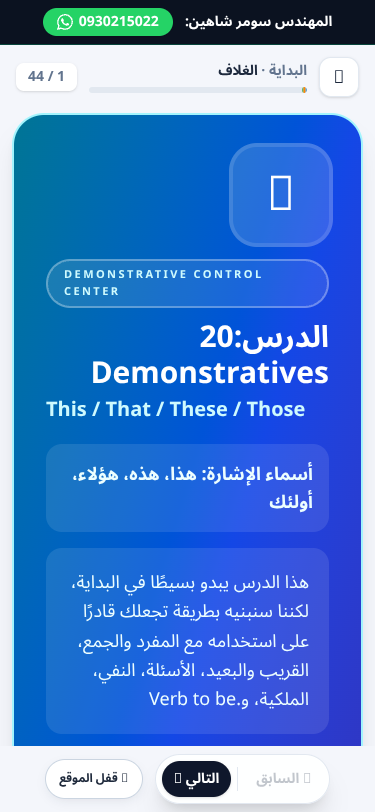 المهندس سومر شاهين: 0930215022
البداية · الغلاف
1 / 44
DEMONSTRATIVE CONTROL
CENTER
الدرس:20
Demonstratives
This / That / These / Those
أسماء الإشارة: هذا، هذه، هؤلاء،
أولئك
هذا الدرس يبدو بسيطًا في البداية،
لكننا سنبنيه بطريقة تجعلك قادرًا
على استخدامه مع المفرد والجمع،
القريب والبعيد، الأسئلة، النفي،
الملكية، وVerb to be.
السابق
التالي
قفل الموقع